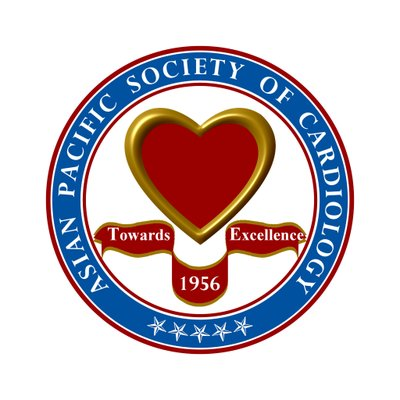 ASIAN PACIFIC SOCIETY OF CARDIOLOGY
Towards Excellence
1956